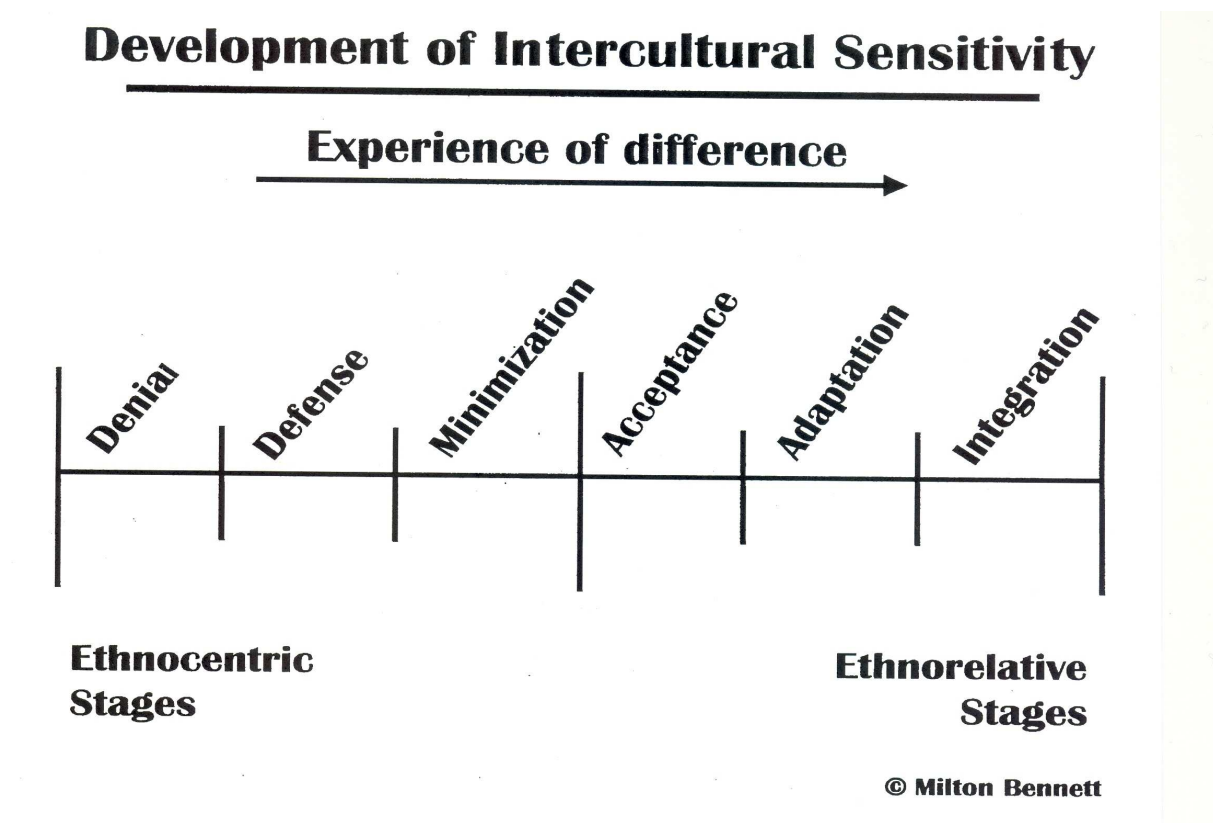 Development of Intercultural Sensitivity
Experience of difference
Denial
Defense
Minimization
Acceptance
Adaptation
Integration
Ethnocentric
Stages
Ethnorelative
Stages
© Milton Bennett